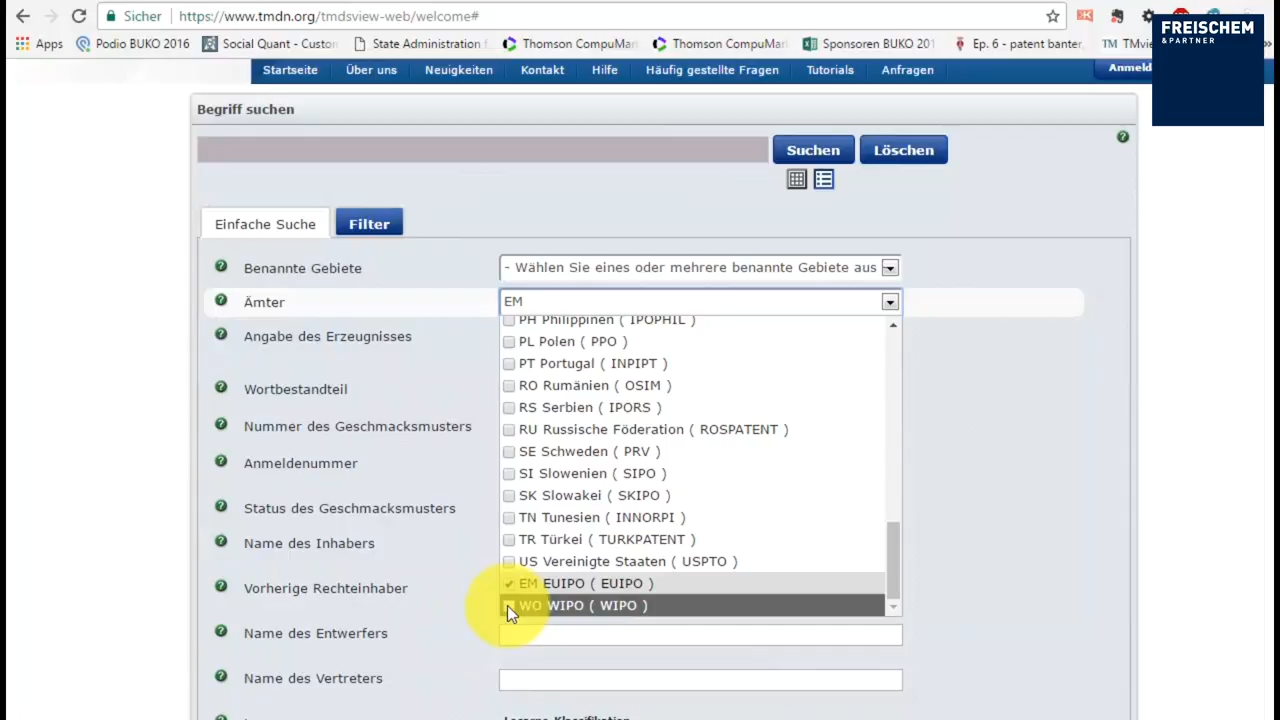 Sicher https://www.tmdn.org/tmdsview-web/welcome#
Apps Podio BUKO 2016 Social Quant - Custon State Administration f Thomson CompuMar Thomson CompuMar Sponsoren BUKO 201 Ep. 6 - patent banter TM TMvie
FREISCHEM
& PARTNER
Startseite Über uns Neuigkeiten Kontakt Hilfe Häufig gestellte Fragen Tutorials Anfragen Anmeld
Begriff suchen
Suchen Löschen
Einfache Suche Filter
Benannte Gebiete - Wählen Sie eines oder mehrere benannte Gebiete aus
Ämter EM
PH Philippinen ( IPOPHIL )
Angabe des Erzeugnisses
PL Polen ( PPO )
PT Portugal ( INPIPT )
Wortbestandteil
RO Rumänien ( OSIM )
RS Serbien ( IPORS )
Nummer des Geschmacksmusters
RU Russische Föderation ( ROSPATENT )
SE Schweden ( PRV )
Anmeldenummer
SI Slowenien ( SIPO )
SK Slowakei ( SKIPO )
Status des Geschmacksmusters
TN Tunesien ( INNORPI )
Name des Inhabers
TR Türkei ( TURKPATENT )
US Vereinigte Staaten ( USPTO )
Vorherige Rechteinhaber
EM EUIPO ( EUIPO )
WO WIPO ( WIPO )
Name des Entwerfers
Name des Vertreters
Locarno Klassifikation